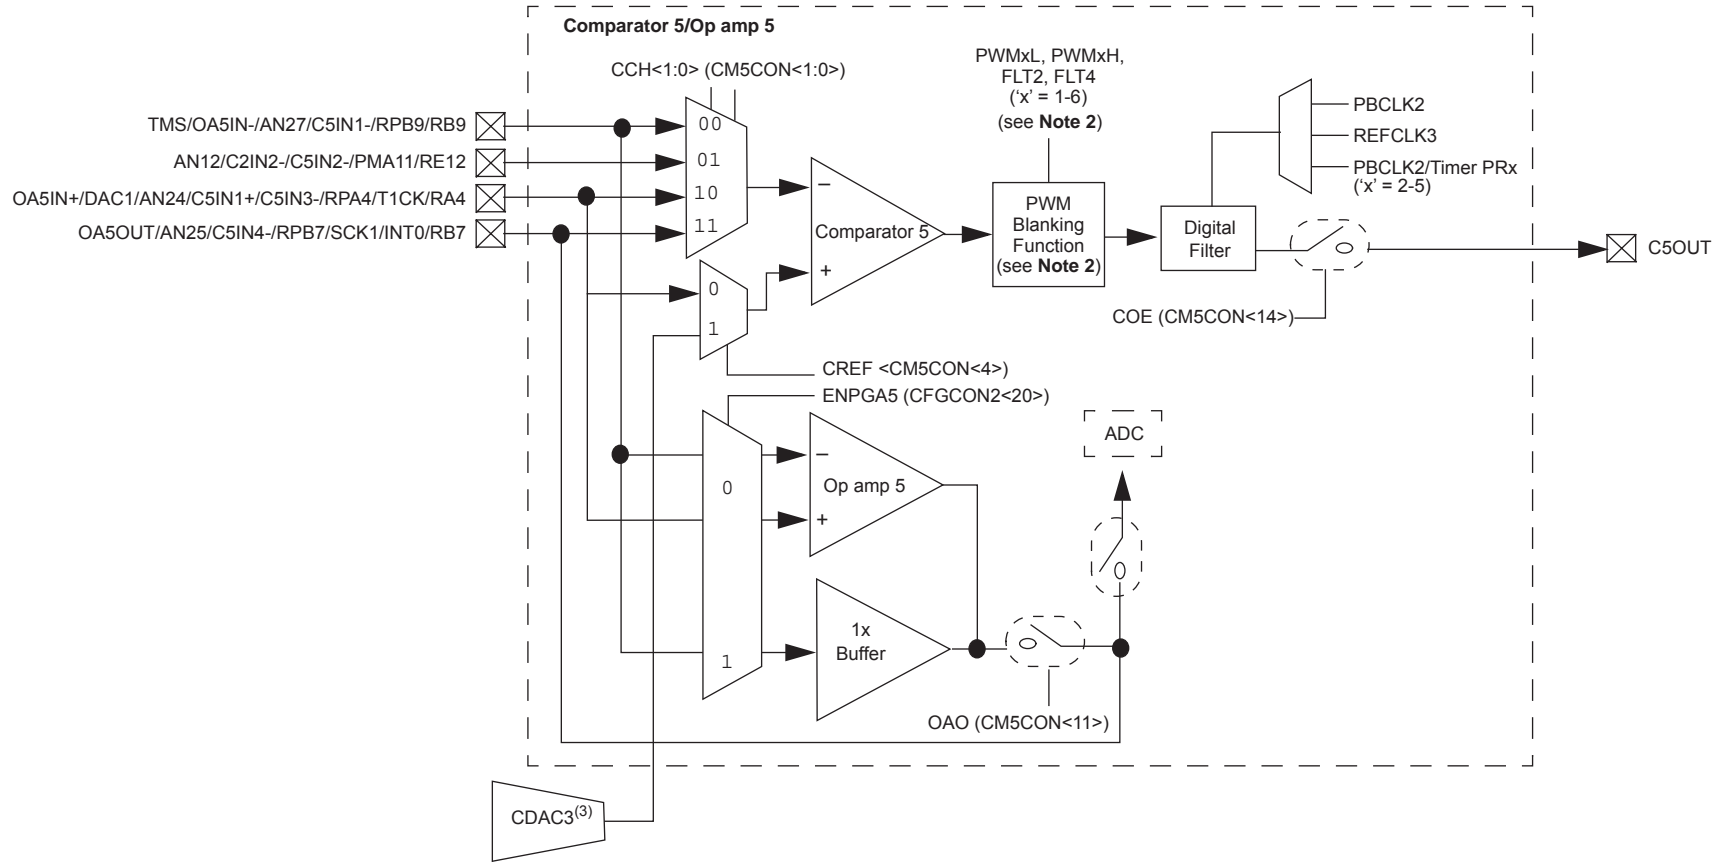 Comparator 5/Op amp 5
CCH<1:0> (CM5CON<1:0>)
PWMxL, PWMxH,
FLT2, FLT4
(‘x’ = 1-6)
(see Note 2)
PBCLK2
REFCLK3
PBCLK2/Timer PRx
(‘x’ = 2-5)
TMS/OA5IN-/AN27/C5IN1-/RPB9/RB9
AN12/C2IN2-/C5IN2-/PMA11/RE12
OA5IN+/DAC1/AN24/C5IN1+/C5IN3-/RPA4/T1CK/RA4
OA5OUT/AN25/C5IN4-/RPB7/SCK1/INT0/RB7
00
01
10
11
–
+
Comparator 5
PWM
Blanking
Function
(see Note 2)
Digital
Filter
C5OUT
COE (CM5CON<14>)
0
1
CREF <CM5CON<4>)
ENPGA5 (CFGCON2<20>)
0
1
–
+
Op amp 5
ADC
1x
Buffer
OAO (CM5CON<11>)
CDAC3(3)